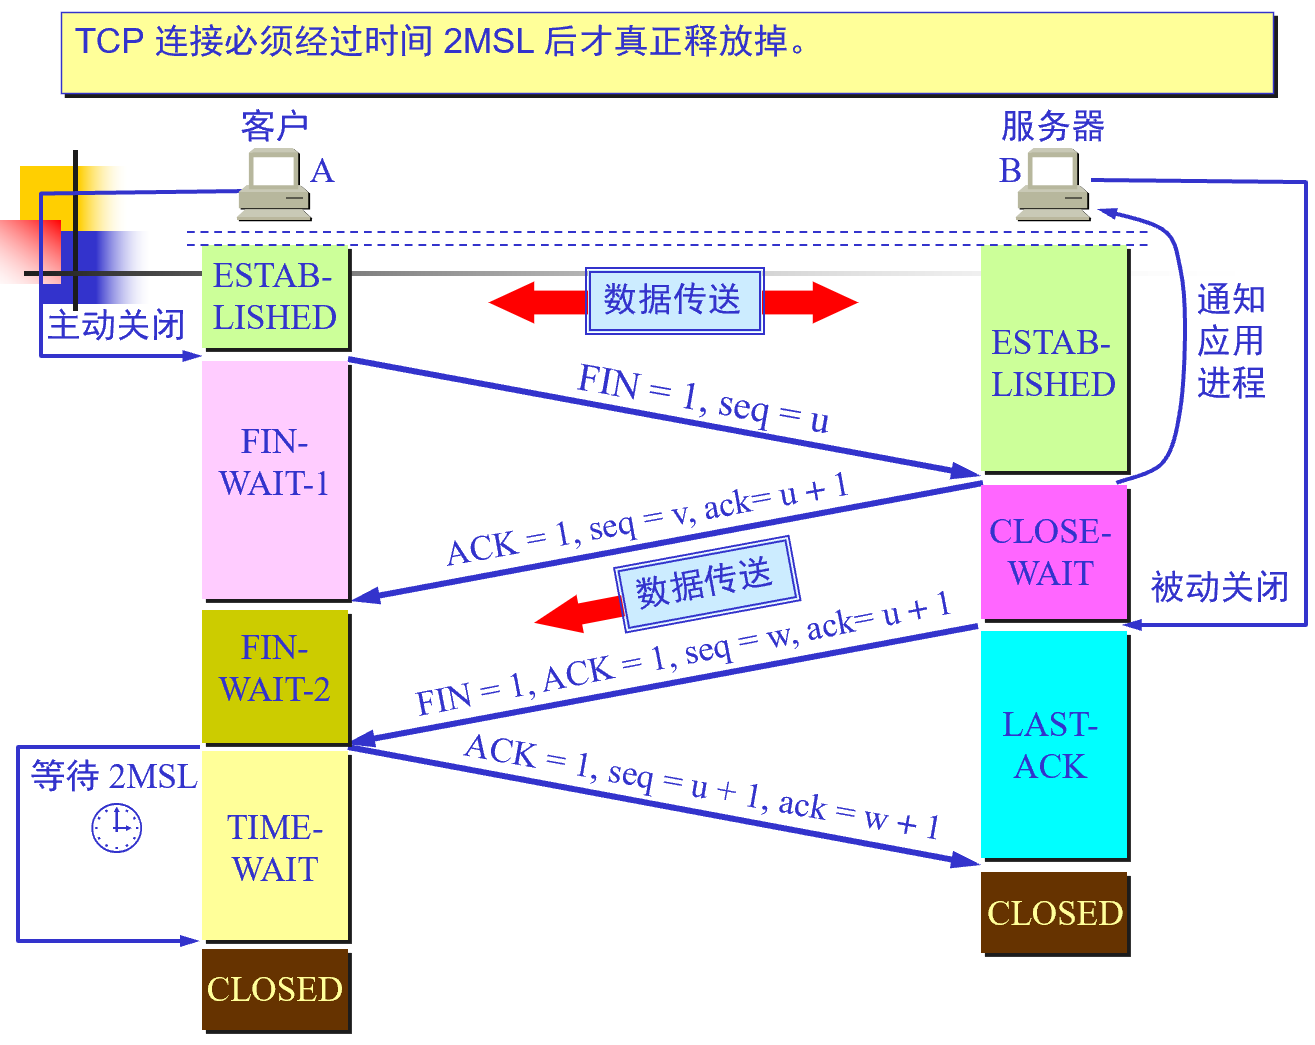 TCP 连接必须经过时间 2MSL 后才真正释放掉。
客户
A
服务器
B
ESTAB-
LISHED
数据传送
ESTAB-
LISHED
通知
应用
进程
主动关闭
FIN = 1, seq = u
FIN-
WAIT-1
ACK = 1, seq = v, ack= u + 1
CLOSE-
WAIT
数据传送
被动关闭
FIN-
WAIT-2
FIN = 1, ACK = 1, seq = w, ack= u + 1
LAST-
ACK
ACK = 1, seq = u + 1, ack = w + 1
等待 2MSL
TIME-
WAIT
CLOSED
CLOSED